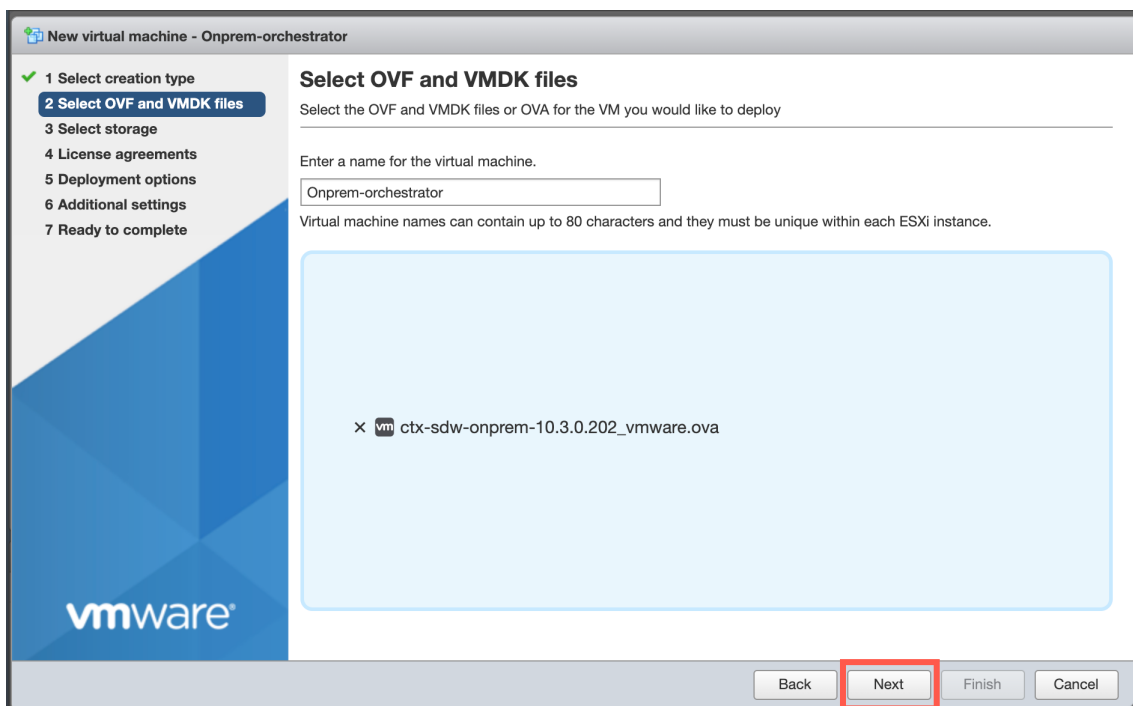 New virtual machine - Onprem-orchestrator
1 Select creation type
2 Select OVF and VMDK files
3 Select storage
4 License agreements
5 Deployment options
6 Additional settings
7 Ready to complete
vmware®
Select OVF and VMDK files
Select the OVF and VMDK files or OVA for the VM you would like to deploy
Enter a name for the virtual machine.
Onprem-orchestrator
Virtual machine names can contain up to 80 characters and they must be unique within each ESXi instance.
× vm ctx-sdw-onprem-10.3.0.202_vmware.ova
Back Next Finish Cancel